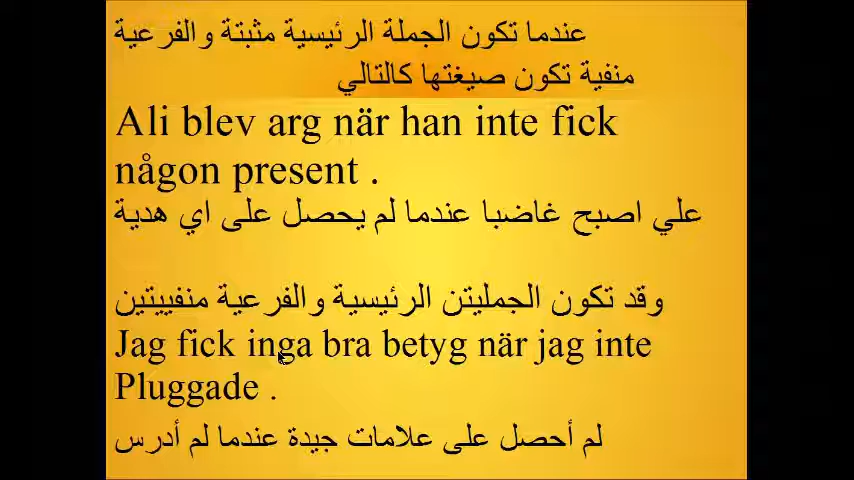 عندما تكون الجملة الرئيسية مثبتة والفرعية
منفية تكون صيغتها كالتالي
Ali blev arg när han inte fick
någon present .
علي اصبح غاضبا عندما لم يحصل على اي هدية
وقد تكون الجمليتن الرئيسية والفرعية منفييتين
Jag fick inga bra betyg när jag inte
Pluggade .
لم أحصل على علامات جيدة عندما لم أدرس